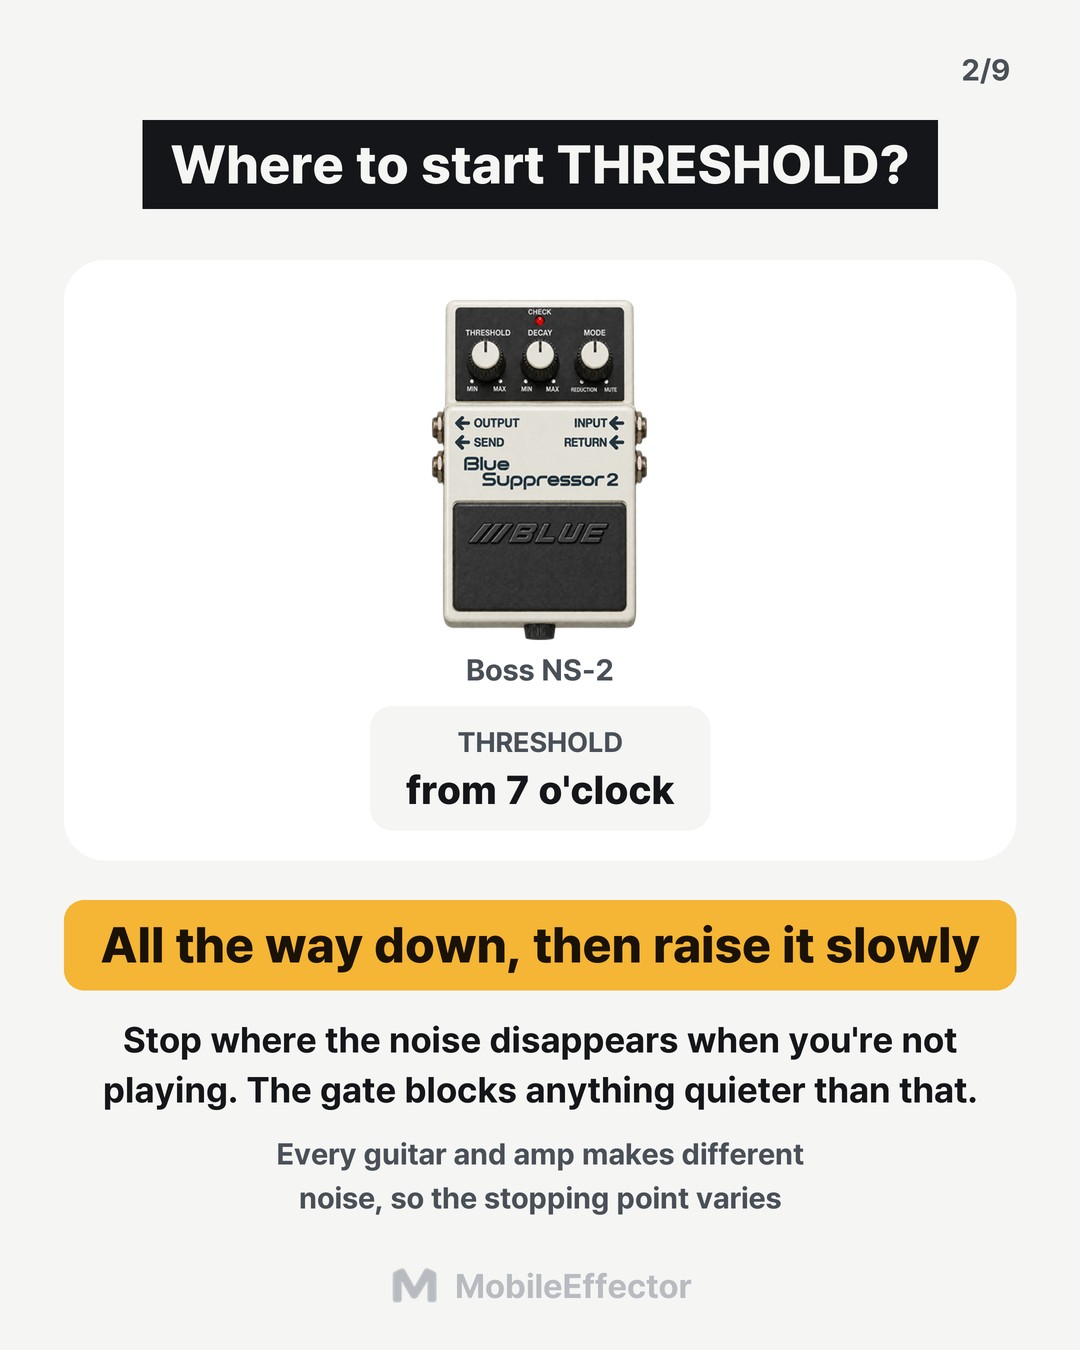 2/9
Where to start THRESHOLD?
CHECK
THRESHOLD DECAY MODE
MIN MAX MIN MAX REDUCTION MUTE
OUTPUT INPUT
SEND RETURN
Blue
Suppressor 2
BLUE
Boss NS-2
THRESHOLD
from 7 o'clock
All the way down, then raise it slowly
Stop where the noise disappears when you're not
playing. The gate blocks anything quieter than that.
Every guitar and amp makes different
noise, so the stopping point varies
MobileEffector